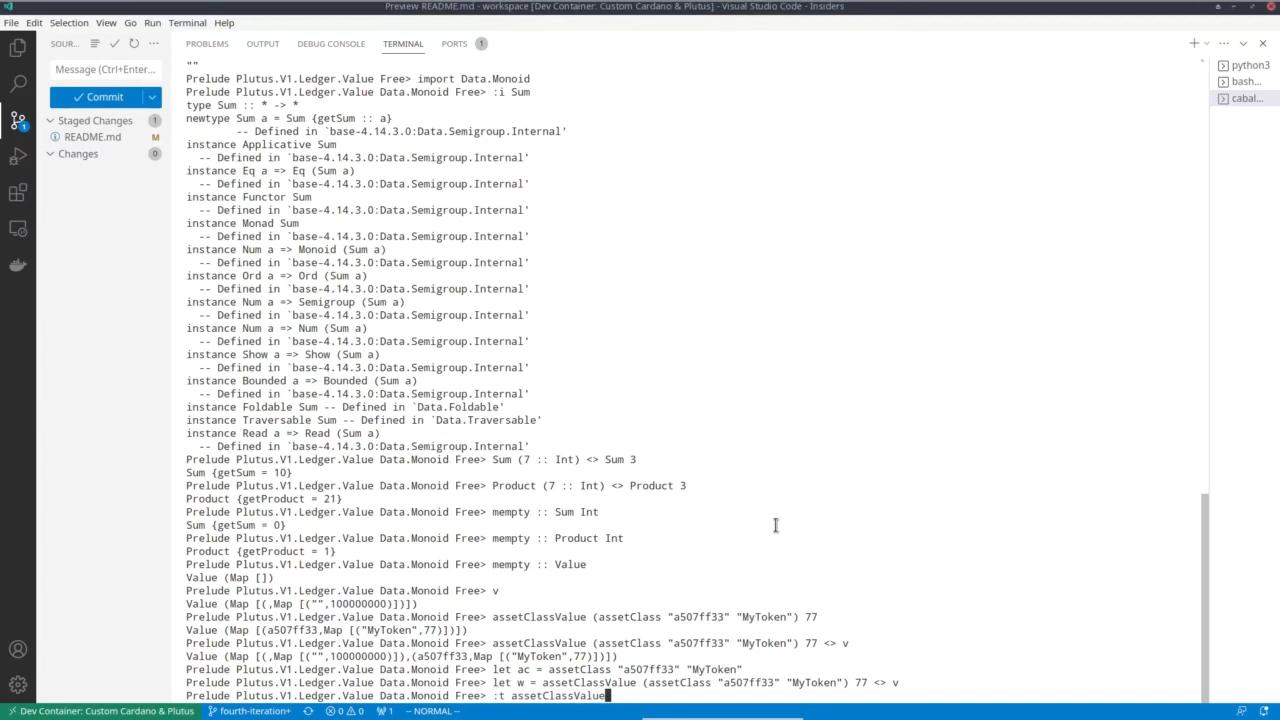 Preview README.md - workspace [Dev Container: Custom Cardano & Plutus] - Visual Studio Code - Insiders
File Edit Selection View Go Run Terminal Help
SOUR...
PROBLEMS OUTPUT DEBUG CONSOLE TERMINAL PORTS 1
Message (Ctrl+Enter...
Commit
Staged Changes 1
README.md M
Changes 0
1
python3
bash...
cabal...
""
Prelude Plutus.V1.Ledger.Value Free> import Data.Monoid
Prelude Plutus.V1.Ledger.Value Data.Monoid Free> :i Sum
type Sum :: * -> *
newtype Sum a = Sum {getSum :: a}
-- Defined in `base-4.14.3.0:Data.Semigroup.Internal'
instance Applicative Sum
-- Defined in `base-4.14.3.0:Data.Semigroup.Internal'
instance Eq a => Eq (Sum a)
-- Defined in `base-4.14.3.0:Data.Semigroup.Internal'
instance Functor Sum
-- Defined in `base-4.14.3.0:Data.Semigroup.Internal'
instance Monad Sum
-- Defined in `base-4.14.3.0:Data.Semigroup.Internal'
instance Num a => Monoid (Sum a)
-- Defined in `base-4.14.3.0:Data.Semigroup.Internal'
instance Ord a => Ord (Sum a)
-- Defined in `base-4.14.3.0:Data.Semigroup.Internal'
instance Num a => Semigroup (Sum a)
-- Defined in `base-4.14.3.0:Data.Semigroup.Internal'
instance Num a => Num (Sum a)
-- Defined in `base-4.14.3.0:Data.Semigroup.Internal'
instance Show a => Show (Sum a)
-- Defined in `base-4.14.3.0:Data.Semigroup.Internal'
instance Bounded a => Bounded (Sum a)
-- Defined in `base-4.14.3.0:Data.Semigroup.Internal'
instance Foldable Sum -- Defined in `Data.Foldable'
instance Traversable Sum -- Defined in `Data.Traversable'
instance Read a => Read (Sum a)
-- Defined in `base-4.14.3.0:Data.Semigroup.Internal'
Prelude Plutus.V1.Ledger.Value Data.Monoid Free> Sum (7 :: Int) <> Sum 3
Sum {getSum = 10}
Prelude Plutus.V1.Ledger.Value Data.Monoid Free> Product (7 :: Int) <> Product 3
Product {getProduct = 21}
Prelude Plutus.V1.Ledger.Value Data.Monoid Free> mempty :: Sum Int
Sum {getSum = 0}
Prelude Plutus.V1.Ledger.Value Data.Monoid Free> mempty :: Product Int
Product {getProduct = 1}
Prelude Plutus.V1.Ledger.Value Data.Monoid Free> mempty :: Value
Value (Map [])
Prelude Plutus.V1.Ledger.Value Data.Monoid Free> v
Value (Map [(,Map [("",100000000)])])
Prelude Plutus.V1.Ledger.Value Data.Monoid Free> assetClassValue (assetClass "a507ff33" "MyToken") 77
Value (Map [(a507ff33,Map [("MyToken",77)])])
Prelude Plutus.V1.Ledger.Value Data.Monoid Free> assetClassValue (assetClass "a507ff33" "MyToken") 77 <> v
Value (Map [(,Map [("",100000000)]),(a507ff33,Map [("MyToken",77)])])
Prelude Plutus.V1.Ledger.Value Data.Monoid Free> let ac = assetClass "a507ff33" "MyToken"
Prelude Plutus.V1.Ledger.Value Data.Monoid Free> let w = assetClassValue (assetClass "a507ff33" "MyToken") 77 <> v
Prelude Plutus.V1.Ledger.Value Data.Monoid Free> :t assetClassValue
Dev Container: Custom Cardano & Plutus fourth-iteration+ 0 0 1 -- NORMAL --